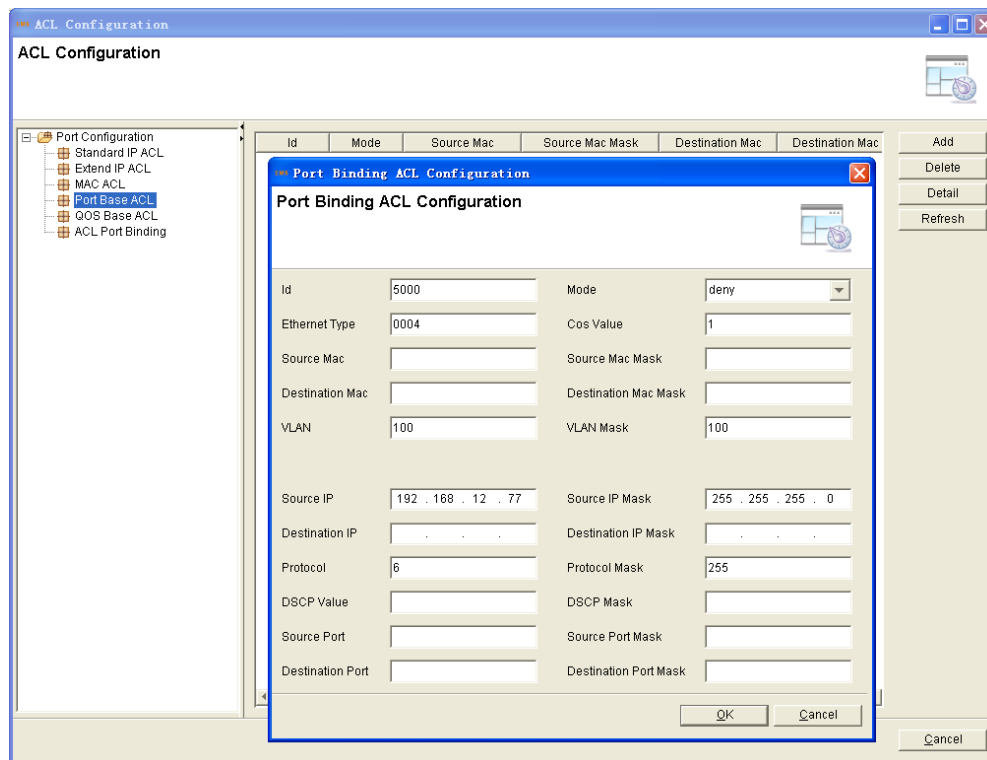 ACL Configuration
ACL Configuration
Port Configuration
Standard IP ACL
Extend IP ACL
MAC ACL
Port Base ACL
QOS Base ACL
ACL Port Binding
Id Mode Source Mac Source Mac Mask Destination Mac Destination Mac
Add
Delete
Detail
Refresh
Port Binding ACL Configuration
Port Binding ACL Configuration
Id 5000 Mode deny
Ethernet Type 0004 Cos Value 1
Source Mac Source Mac Mask
Destination Mac Destination Mac Mask
VLAN 100 VLAN Mask 100
Source IP 192 . 168 . 12 . 77 Source IP Mask 255 . 255 . 255 . 0
Destination IP . . . Destination IP Mask . . .
Protocol 6 Protocol Mask 255
DSCP Value DSCP Mask
Source Port Source Port Mask
Destination Port Destination Port Mask
OK Cancel
Cancel